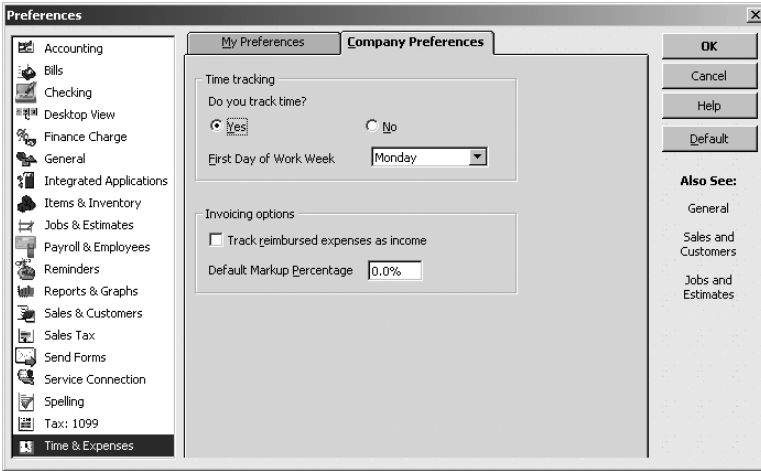 Preferences
Accounting
Bills
Checking
Desktop View
Finance Charge
General
Integrated Applications
Items & Inventory
Jobs & Estimates
Payroll & Employees
Reminders
Reports & Graphs
Sales & Customers
Sales Tax
Send Forms
Service Connection
Spelling
Tax: 1099
Time & Expenses
My Preferences
Company Preferences
Time tracking
Do you track time?
Yes No
First Day of Work Week Monday
Invoicing options
Track reimbursed expenses as income
Default Markup Percentage 0.0%
OK
Cancel
Help
Default
Also See:
General
Sales and
Customers
Jobs and
Estimates